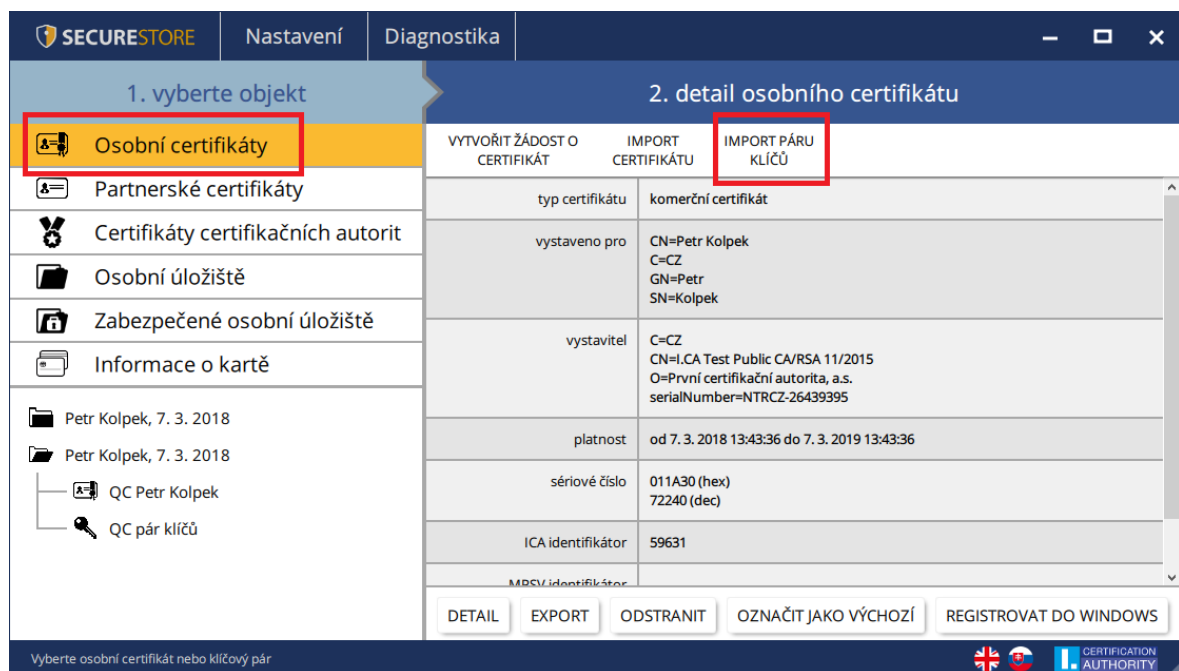 SECURESTORE
Nastavení
Diagnostika
1. vyberte objekt
2. detail osobního certifikátu
Osobní certifikáty
Partnerské certifikáty
Certifikáty certifikačních autorit
Osobní úložiště
Zabezpečené osobní úložiště
Informace o kartě
Petr Kolpek, 7. 3. 2018
Petr Kolpek, 7. 3. 2018
QC Petr Kolpek
QC pár klíčů
VYTVOŘIT ŽÁDOST O
CERTIFIKÁT
IMPORT
CERTIFIKÁTU
IMPORT PÁRU
KLÍČŮ
typ certifikátu
komerční certifikát
vystaveno pro
CN=Petr Kolpek
C=CZ
GN=Petr
SN=Kolpek
vystavitel
C=CZ
CN=I.CA Test Public CA/RSA 11/2015
O=První certifikační autorita, a.s.
serialNumber=NTRCZ-26439395
platnost
od 7. 3. 2018 13:43:36 do 7. 3. 2019 13:43:36
sériové číslo
011A30 (hex)
72240 (dec)
ICA identifikátor
59631
MPSV identifikátor
DETAIL
EXPORT
ODSTRANIT
OZNAČIT JAKO VÝCHOZÍ
REGISTROVAT DO WINDOWS
Vyberte osobní certifikát nebo klíčový pár
CERTIFICATION
AUTHORITY